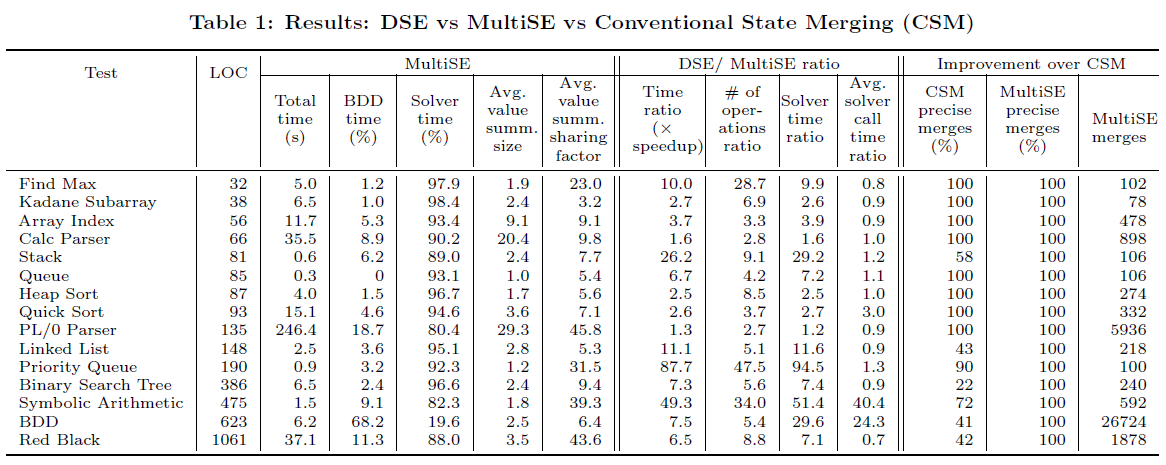 Table 1: Results: DSE vs MultiSE vs Conventional State Merging (CSM)
Test LOC MultiSE DSE/ MultiSE ratio Improvement over CSM
Total time (s) BDD time (%) Solver time (%) Avg. value summ. size Avg. value summ. sharing factor Time ratio (× speedup) # of oper-ations ratio Solver time ratio Avg. solver call time ratio CSM precise merges (%) MultiSE precise merges (%) MultiSE merges
Find Max 32 5.0 1.2 97.9 1.9 23.0 10.0 28.7 9.9 0.8 100 100 102
Kadane Subarray 38 6.5 1.0 98.4 2.4 3.2 2.7 6.9 2.6 0.9 100 100 78
Array Index 56 11.7 5.3 93.4 9.1 9.1 3.7 3.3 3.9 0.9 100 100 478
Calc Parser 66 35.5 8.9 90.2 20.4 9.8 1.6 2.8 1.6 1.0 100 100 898
Stack 81 0.6 6.2 89.0 2.4 7.7 26.2 9.1 29.2 1.2 58 100 106
Queue 85 0.3 0 93.1 1.0 5.4 6.7 4.2 7.2 1.1 100 100 106
Heap Sort 87 4.0 1.5 96.7 1.7 5.6 2.5 8.5 2.5 1.0 100 100 274
Quick Sort 93 15.1 4.6 94.6 3.6 7.1 2.6 3.7 2.7 3.0 100 100 332
PL/0 Parser 135 246.4 18.7 80.4 29.3 45.8 1.3 2.7 1.2 0.9 100 100 5936
Linked List 148 2.5 3.6 95.1 2.8 5.3 11.1 5.1 11.6 0.9 43 100 218
Priority Queue 190 0.9 3.2 92.3 1.2 31.5 87.7 47.5 94.5 1.3 90 100 100
Binary Search Tree 386 6.5 2.4 96.6 2.4 9.4 7.3 5.6 7.4 0.9 22 100 240
Symbolic Arithmetic 475 1.5 9.1 82.3 1.8 39.3 49.3 34.0 51.4 40.4 72 100 592
BDD 623 6.2 68.2 19.6 2.5 6.4 7.5 5.4 29.6 24.3 41 100 26724
Red Black 1061 37.1 11.3 88.0 3.5 43.6 6.5 8.8 7.1 0.7 42 100 1878